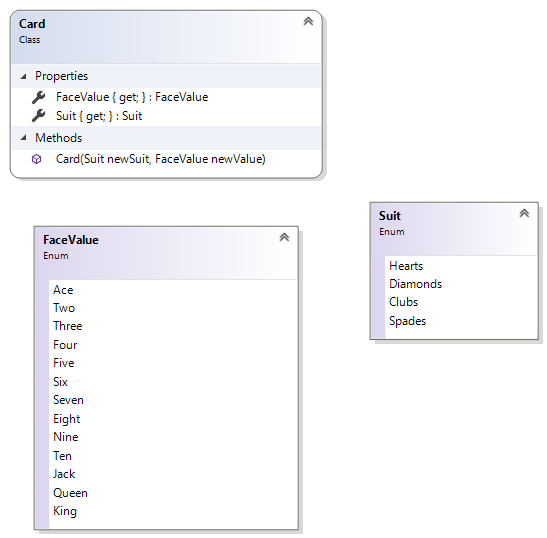 Card
Class
Properties
FaceValue { get; } : FaceValue
Suit { get; } : Suit
Methods
Card(Suit newSuit, FaceValue newValue)
FaceValue
Enum
Ace
Two
Three
Four
Five
Six
Seven
Eight
Nine
Ten
Jack
Queen
King
Suit
Enum
Hearts
Diamonds
Clubs
Spades